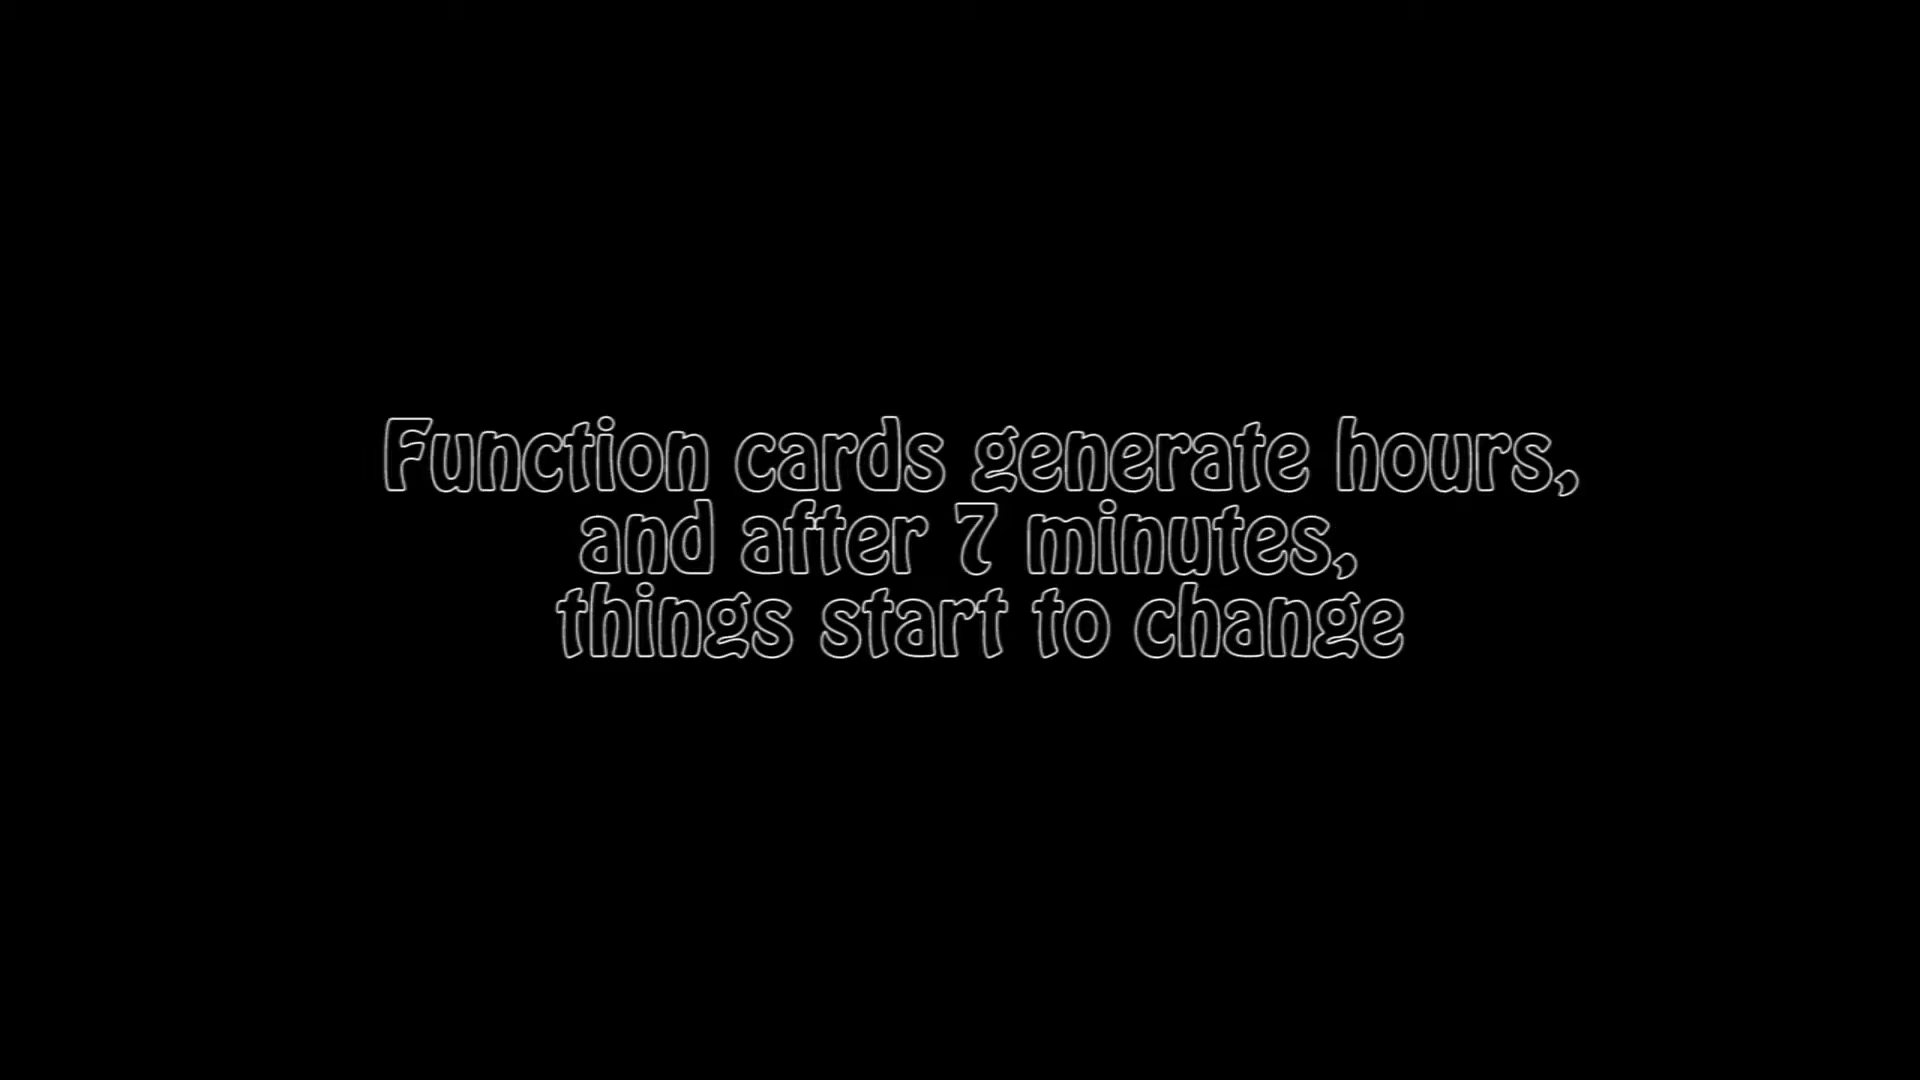 Function cards generate hours,
and after 7 minutes,
things start to change